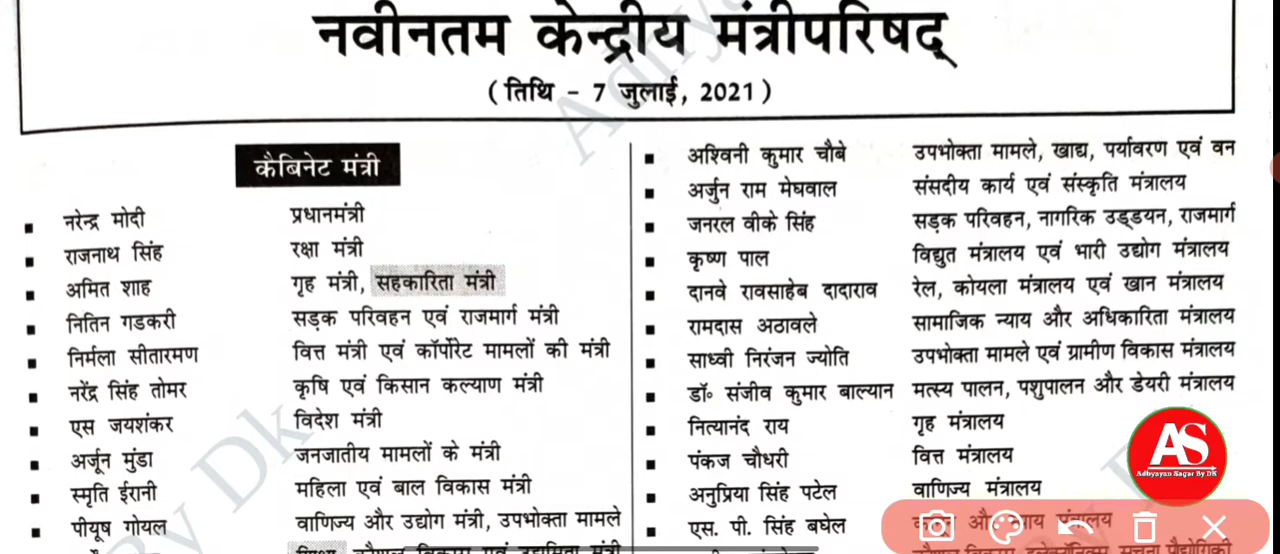 नवीनतम केन्द्रीय मंत्रीपरिषद्
(तिथि - 7 जुलाई, 2021)
कैबिनेट मंत्री
नरेन्द्र मोदी प्रधानमंत्री
राजनाथ सिंह रक्षा मंत्री
अमित शाह गृह मंत्री, सहकारिता मंत्री
नितिन गडकरी सड़क परिवहन एवं राजमार्ग मंत्री
निर्मला सीतारमण वित्त मंत्री एवं कॉर्पोरेट मामलों की मंत्री
नरेंद्र सिंह तोमर कृषि एवं किसान कल्याण मंत्री
एस जयशंकर विदेश मंत्री
अर्जून मुंडा जनजातीय मामलों के मंत्री
स्मृति ईरानी महिला एवं बाल विकास मंत्री
पीयूष गोयल वाणिज्य और उद्योग मंत्री, उपभोक्ता मामले
अश्विनी कुमार चौबे उपभोक्ता मामले, खाद्य, पर्यावरण एवं वन
अर्जुन राम मेघवाल संसदीय कार्य एवं संस्कृति मंत्रालय
जनरल वीके सिंह सड़क परिवहन, नागरिक उड्डयन, राजमार्ग
कृष्ण पाल विद्युत मंत्रालय एवं भारी उद्योग मंत्रालय
दानवे रावसाहेब दादाराव रेल, कोयला मंत्रालय एवं खान मंत्रालय
रामदास अठावले सामाजिक न्याय और अधिकारिता मंत्रालय
साध्वी निरंजन ज्योति उपभोक्ता मामले एवं ग्रामीण विकास मंत्रालय
डॉ॰ संजीव कुमार बाल्यान मत्स्य पालन, पशुपालन और डेयरी मंत्रालय
नित्यानंद राय गृह मंत्रालय
पंकज चौधरी वित्त मंत्रालय
अनुप्रिया सिंह पटेल वाणिज्य मंत्रालय
एस. पी. सिंह बघेल
AS
Adhyayan Sagar By DK
By Dk